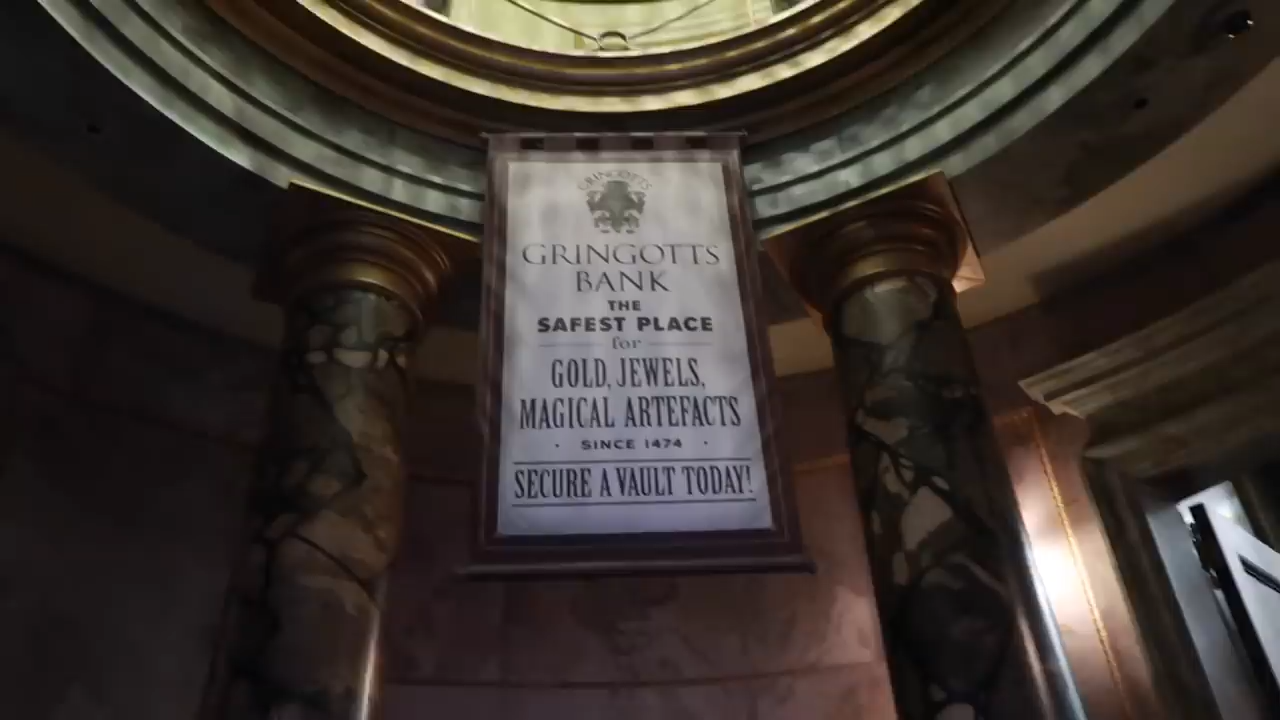 GRINGOTTS
GRINGOTTS
BANK
THE
SAFEST PLACE
for
GOLD, JEWELS,
MAGICAL ARTEFACTS
· SINCE 1474 ·
SECURE A VAULT TODAY!